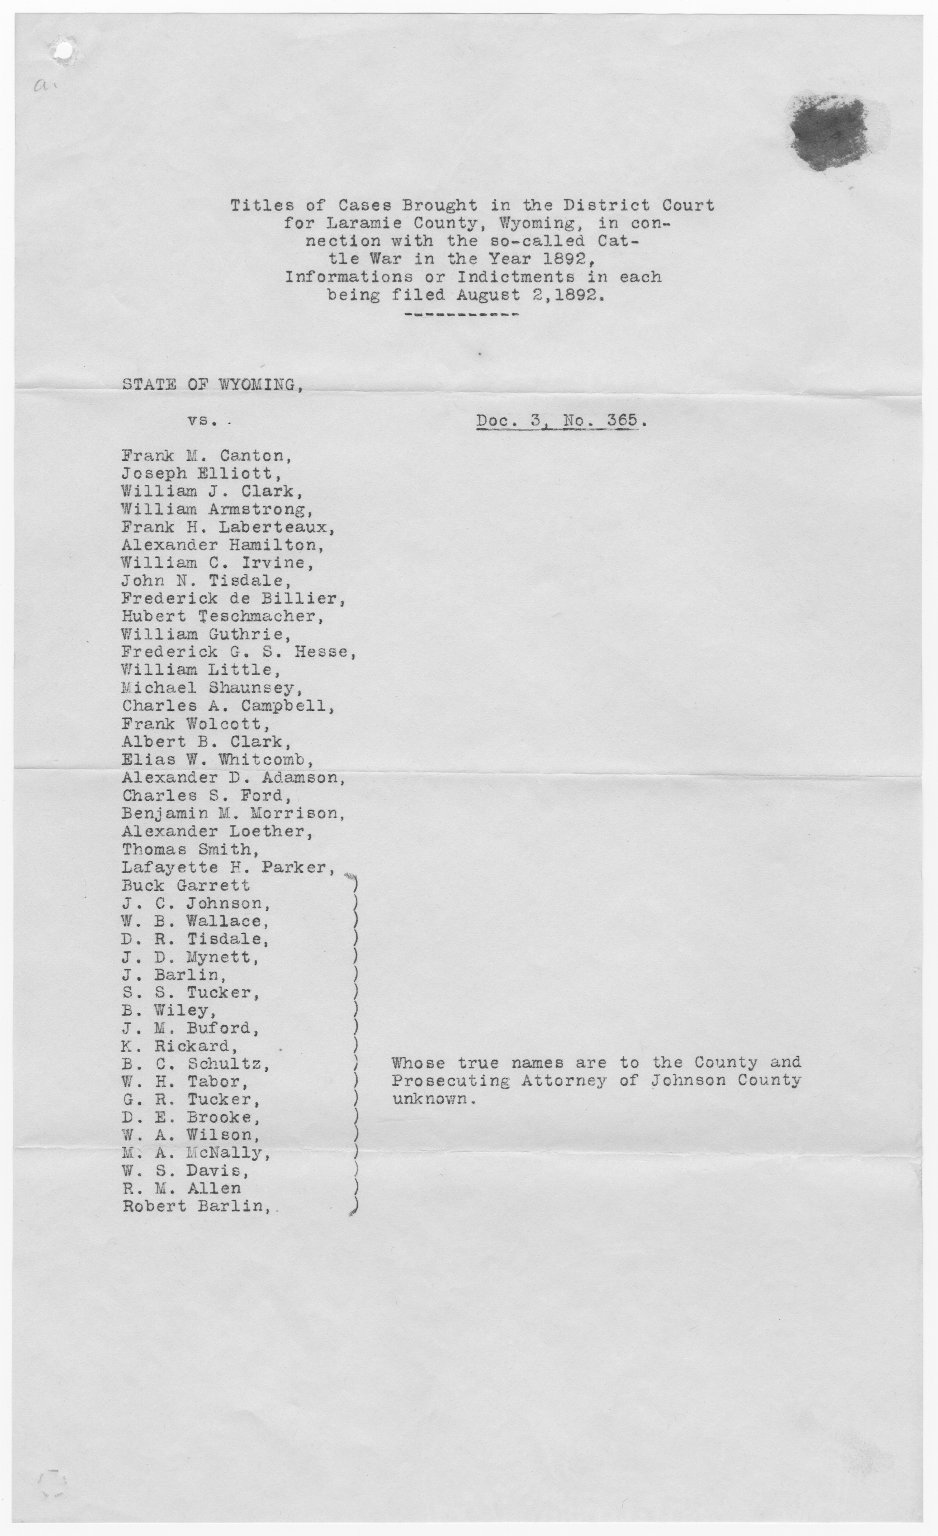 a.
Titles of Cases Brought in the District Court
for Laramie County, Wyoming, in con-
nection with the so-called Cat-
tle War in the Year 1892,
Informations or Indictments in each
being filed August 2,1892.
-----------
STATE OF WYOMING,
vs. . Doc. 3, No. 365.
Frank M. Canton,
Joseph Elliott,
William J. Clark,
William Armstrong,
Frank H. Laberteaux,
Alexander Hamilton,
William C. Irvine,
John N. Tisdale,
Frederick de Billier,
Hubert Teschmacher,
William Guthrie,
Frederick G. S. Hesse,
William Little,
Michael Shaunsey,
Charles A. Campbell,
Frank Wolcott,
Albert B. Clark,
Elias W. Whitcomb,
Alexander D. Adamson,
Charles S. Ford,
Benjamin M. Morrison,
Alexander Loether,
Thomas Smith,
Lafayette H. Parker,
Buck Garrett )
J. C. Johnson, )
W. B. Wallace, )
D. R. Tisdale, )
J. D. Mynett, )
J. Barlin, )
S. S. Tucker, )
B. Wiley, )
J. M. Buford, )
K. Rickard, )
B. C. Schultz, ) Whose true names are to the County and
W. H. Tabor, ) Prosecuting Attorney of Johnson County
G. R. Tucker, ) unknown.
D. E. Brooke, )
W. A. Wilson, )
M. A. McNally, )
W. S. Davis, )
R. M. Allen )
Robert Barlin, )